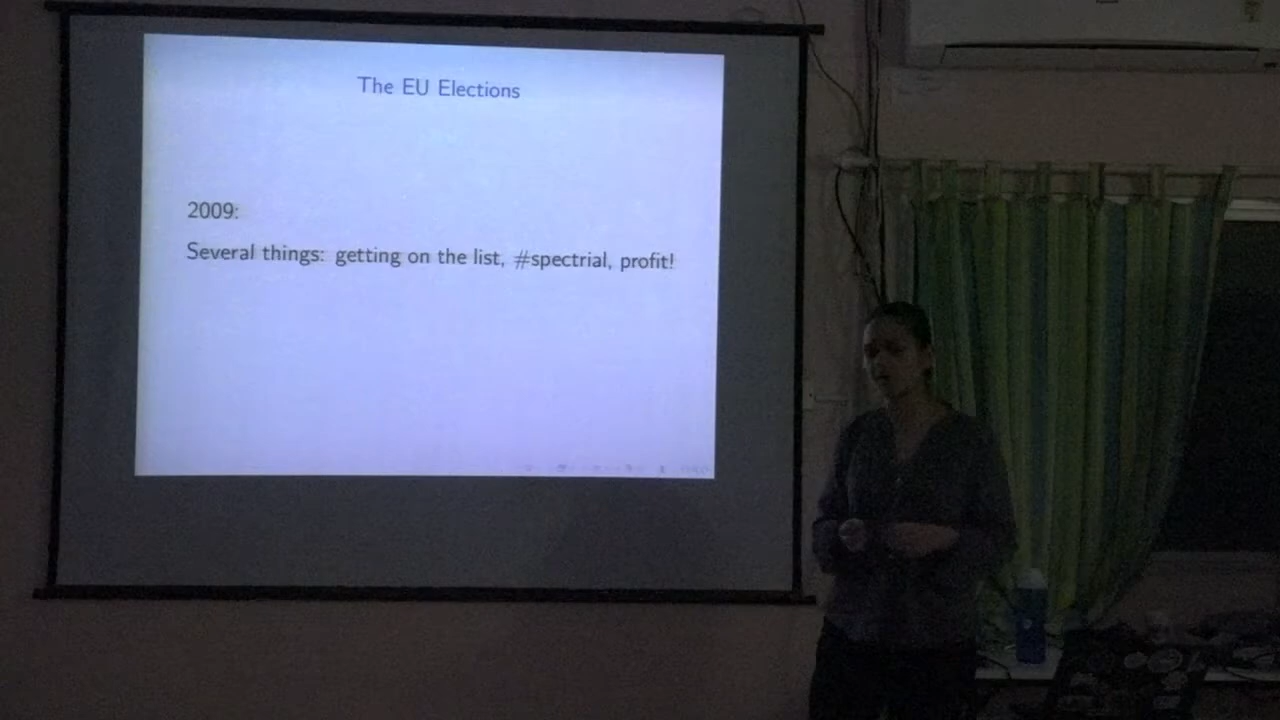 The EU Elections
2009:
Several things: getting on the list, #spectrial, profit!